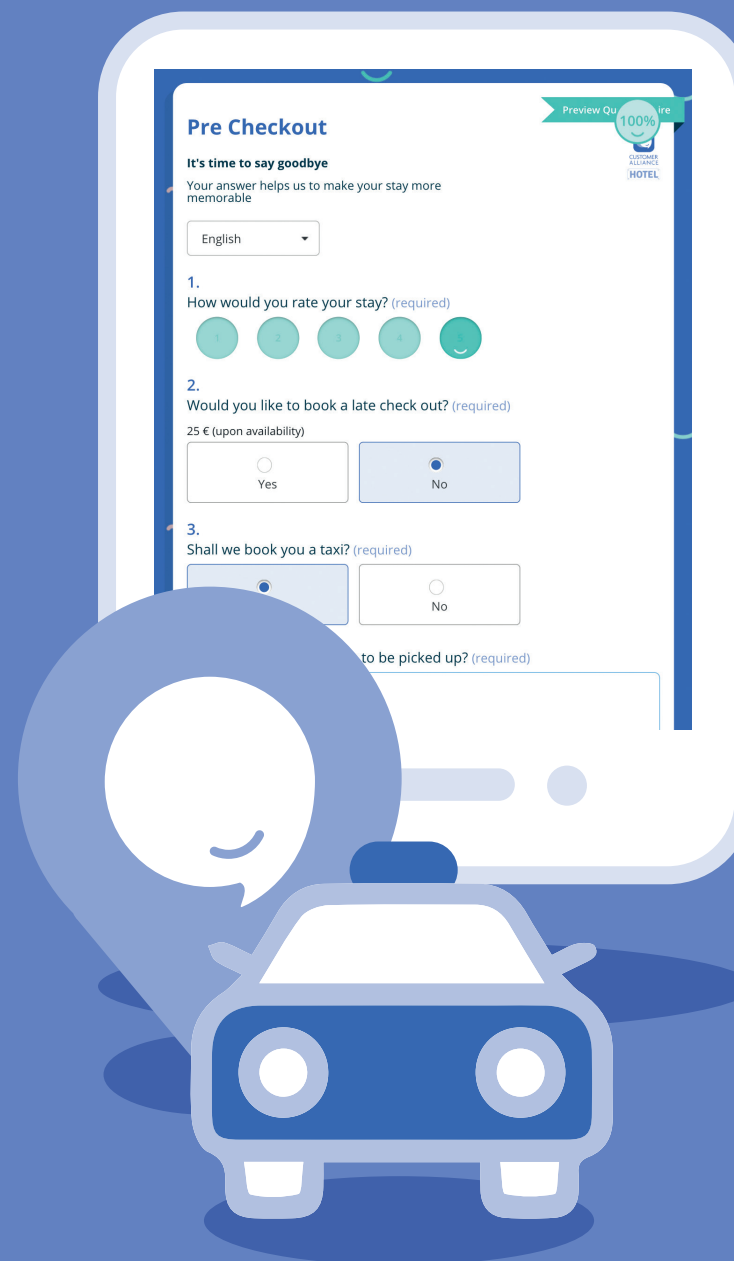 Preview Qu ire
100%
Pre Checkout
CUSTOMER
ALLIANCE
HOTEL
It's time to say goodbye
Your answer helps us to make your stay more
memorable
English
1.
How would you rate your stay? (required)
1 2 3 4 5
2.
Would you like to book a late check out? (required)
25 € (upon availability)
Yes No
3.
Shall we book you a taxi? (required)
No
to be picked up? (required)